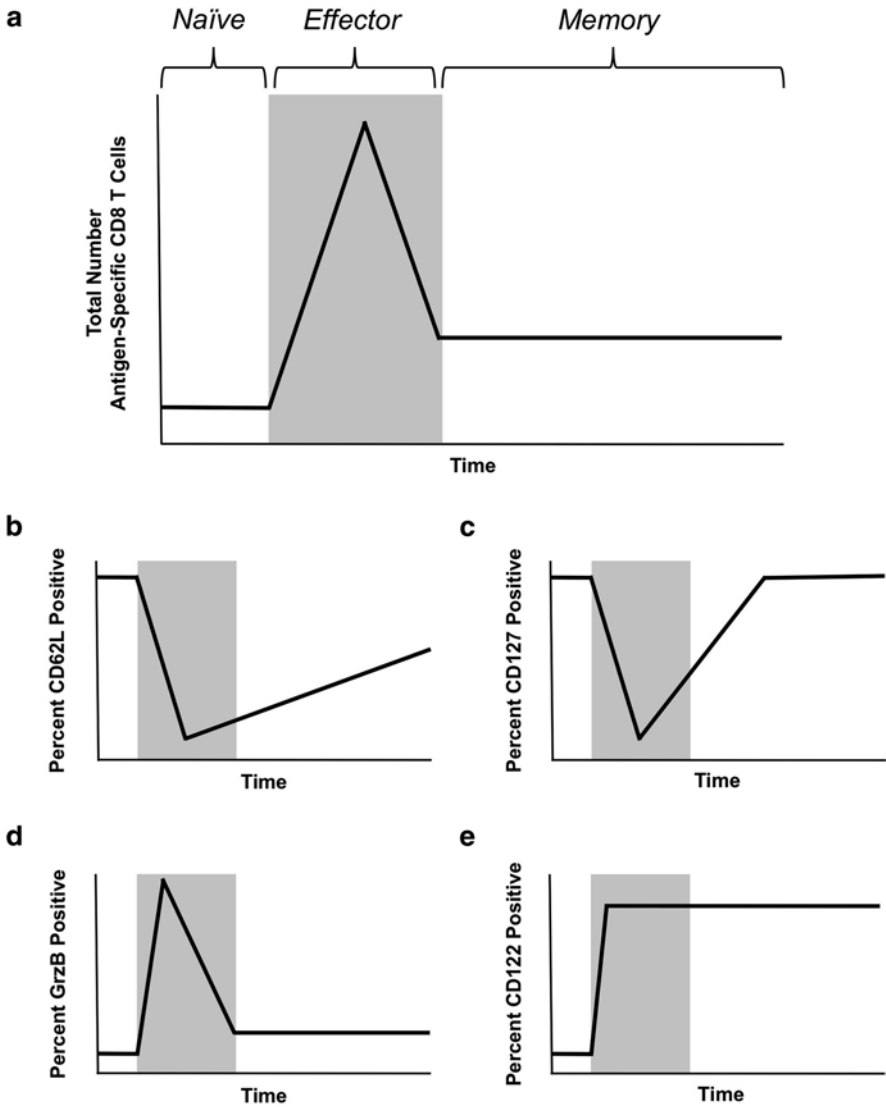 a
Naïve Effector Memory
Total Number
Antigen-Specific CD8 T Cells
Time
b
Percent CD62L Positive
Time
c
Percent CD127 Positive
Time
d
Percent GrzB Positive
Time
e
Percent CD122 Positive
Time